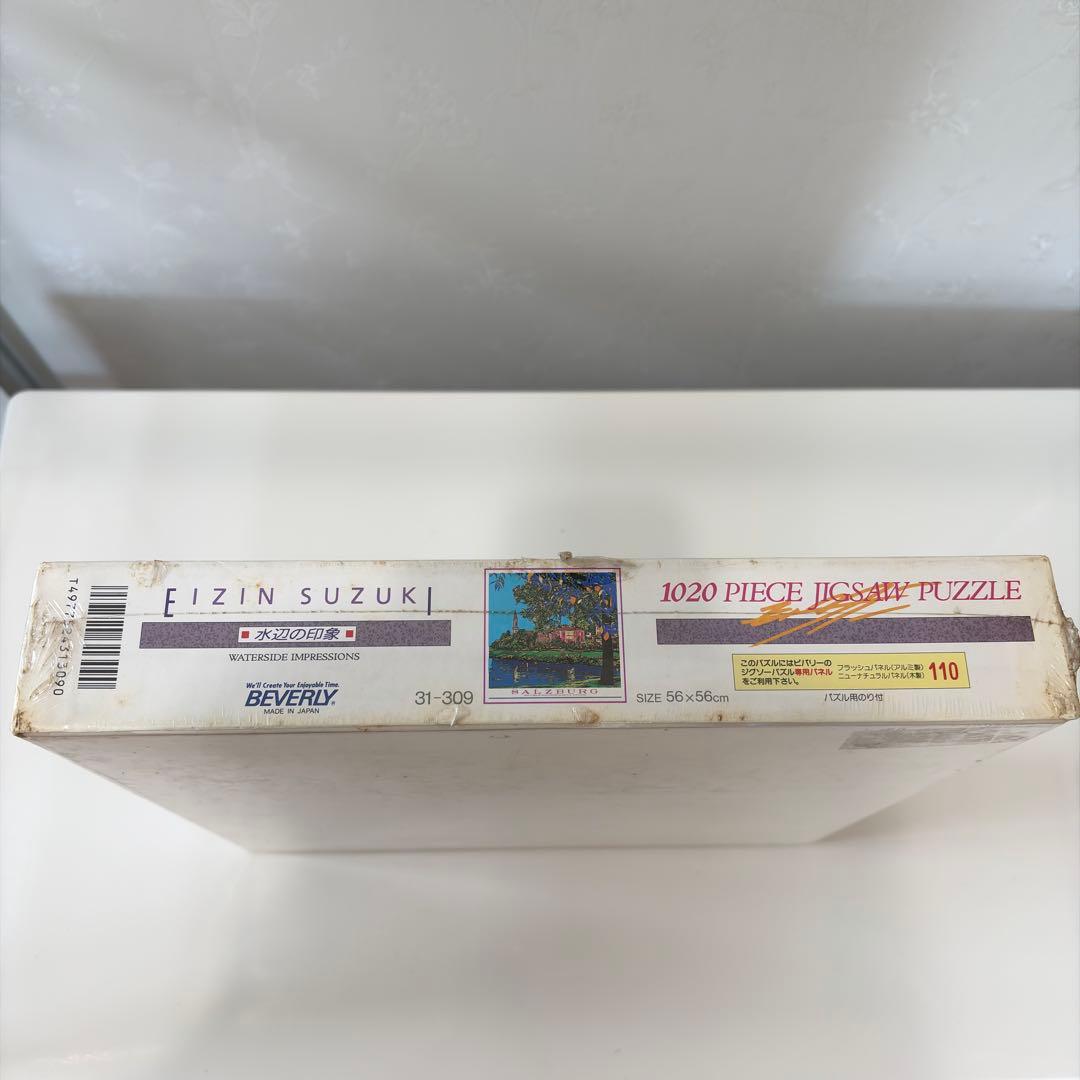 EIZIN SUZUKI
水辺の印象
WATERSIDE IMPRESSIONS
We'll Create Your Enjoyable Time.
BEVERLY®
MADE IN JAPAN
31-309
SALZBURG
1020 PIECE JIGSAW PUZZLE
SIZE 56×56cm
このパズルにはビバリーの
ジグソーパズル専用パネル
をご利用下さい。
フラッシュパネル(アルミ製)
ニューナチュラルパネル(木製)
110
パズル用のり付